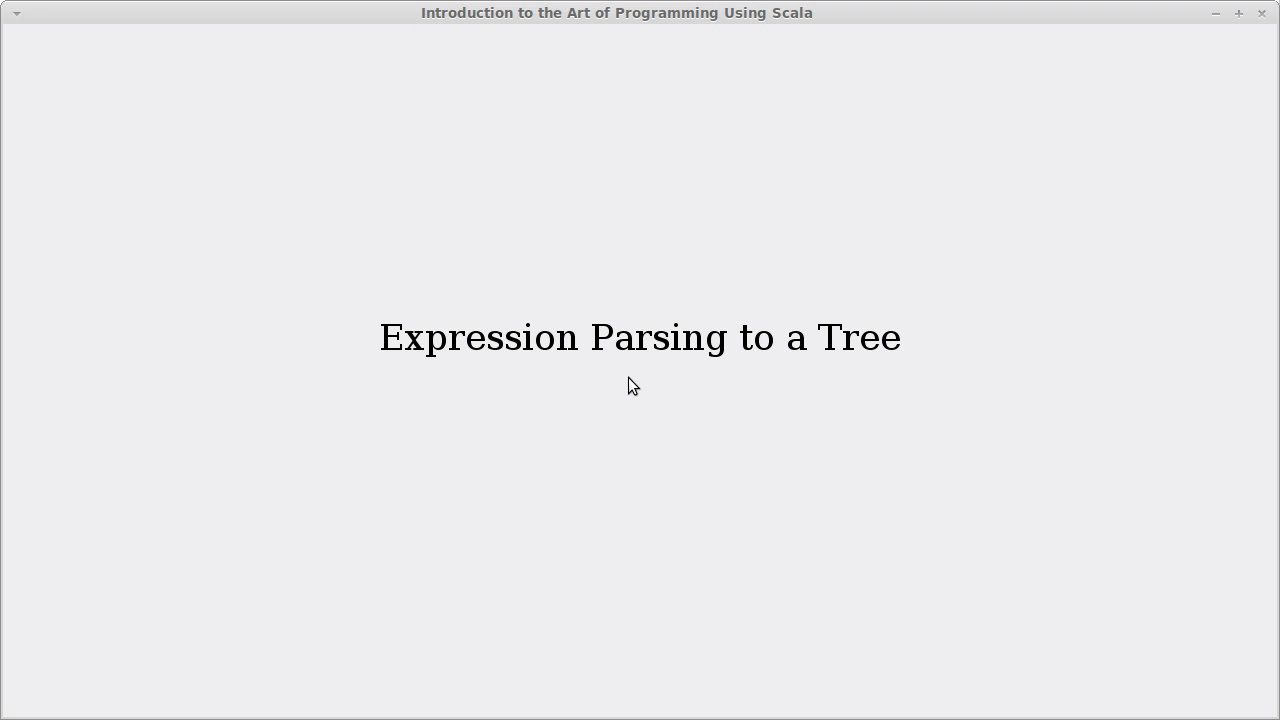 Introduction to the Art of Programming Using Scala
Expression Parsing to a Tree